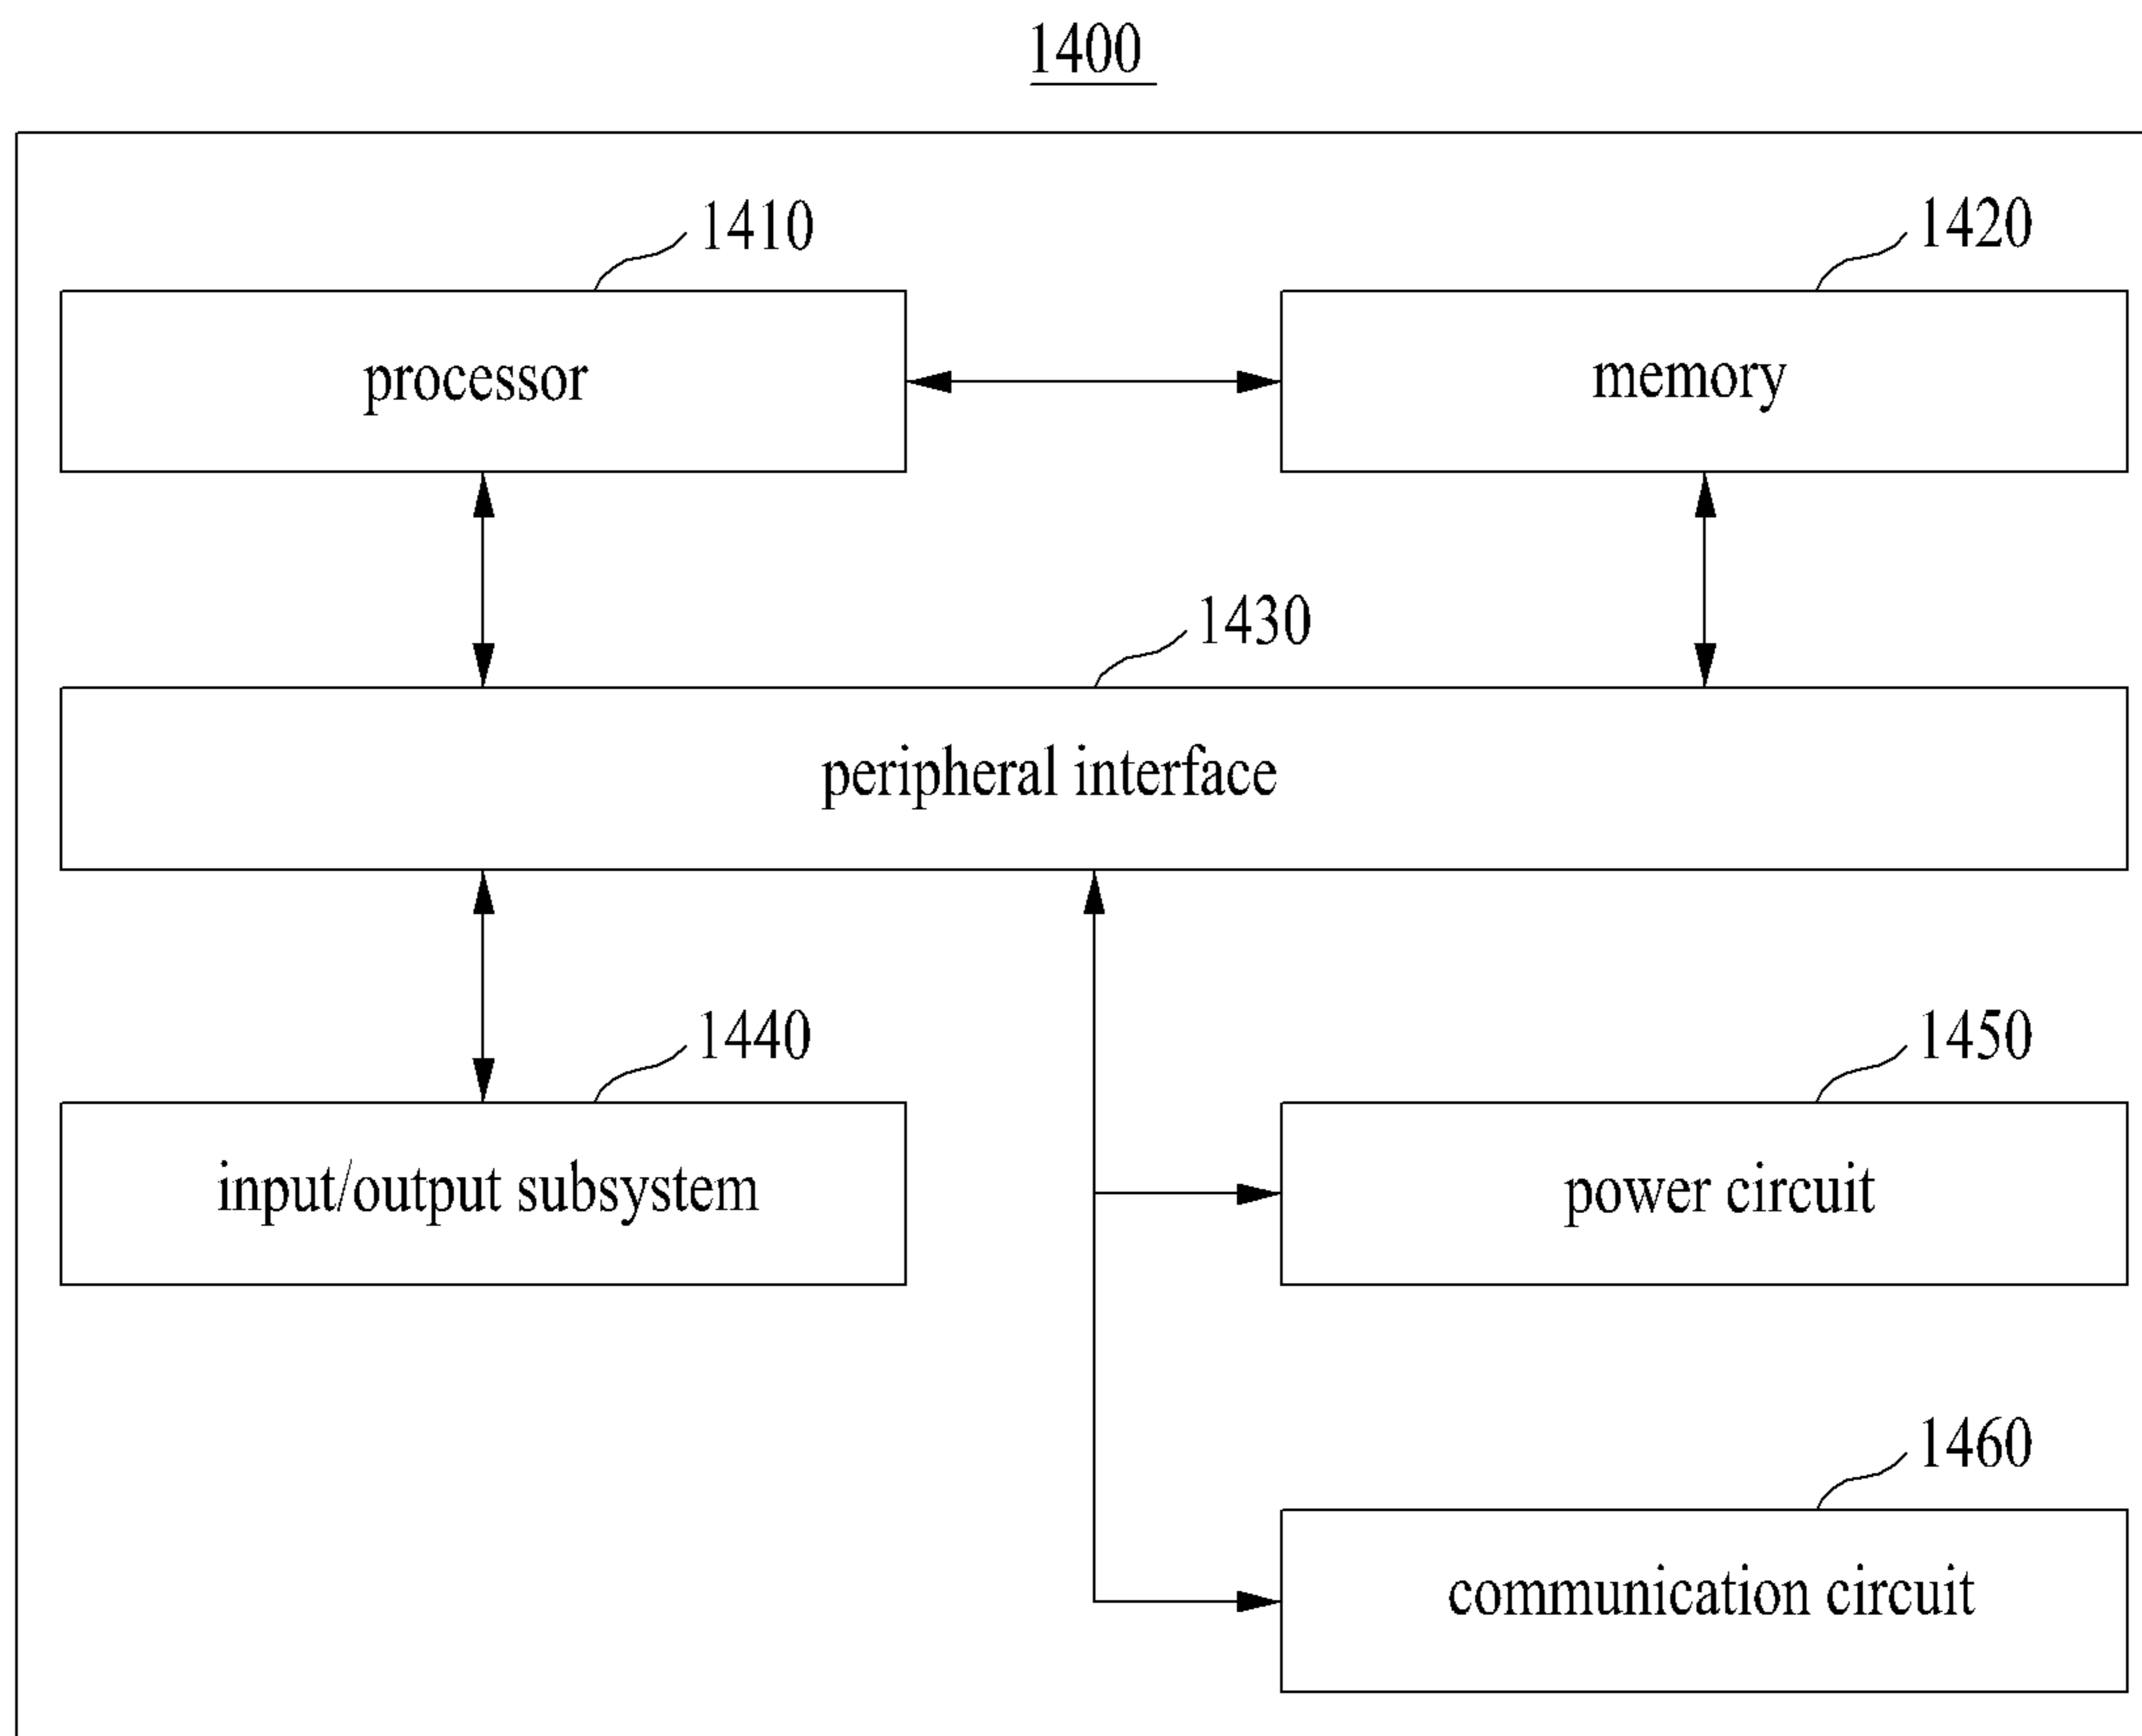 1400
1410
1420
processor
memory
1430
peripheral interface
1440
1450
input/output subsystem
power circuit
1460
communication circuit